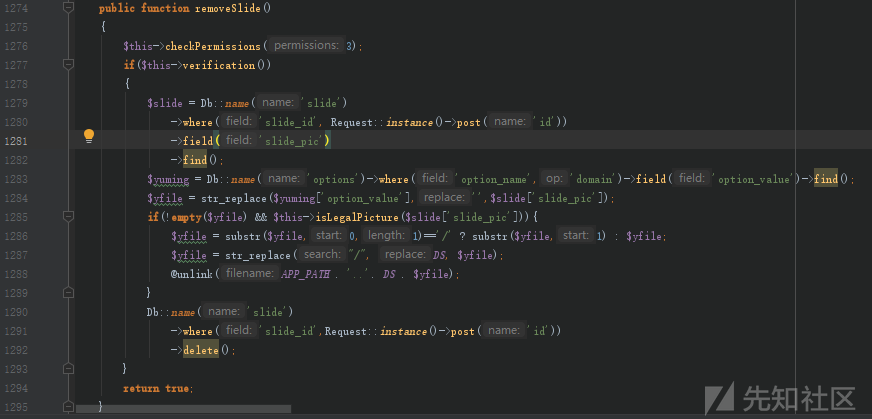 1274 public function removeSlide()
1275 {
1276 $this->checkPermissions( permissions: 3);
1277 if($this->verification())
1278 {
1279 $slide = Db::name( name: 'slide')
1280 ->where( field: 'slide_id', Request::instance()->post( name: 'id'))
1281 ->field( field: 'slide_pic')
1282 ->find();
1283 $yuming = Db::name( name: 'options')->where( field: 'option_name', op: 'domain')->field( field: 'option_value')->find();
1284 $yfile = str_replace($yuming['option_value'], replace: '',$slide['slide_pic']);
1285 if(!empty($yfile) && $this->isLegalPicture($slide['slide_pic'])){
1286 $yfile = substr($yfile, start: 0, length: 1)=='/' ? substr($yfile, start: 1) : $yfile;
1287 $yfile = str_replace( search: "/", replace: DS, $yfile);
1288 @unlink( filename: APP_PATH . '..'. DS . $yfile);
1289 }
1290 Db::name( name: 'slide')
1291 ->where( field: 'slide_id',Request::instance()->post( name: 'id'))
1292 ->delete();
1293 }
1294 return true;
1295 }
先知社区